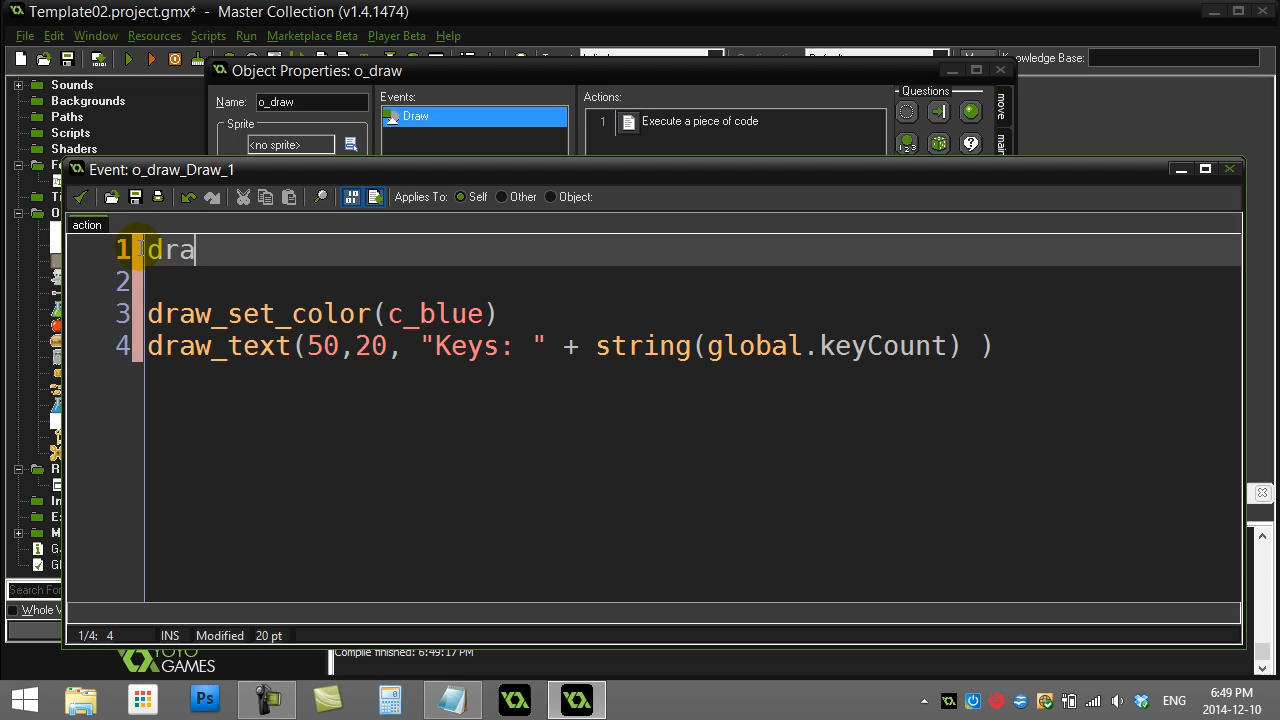 Template02.project.gmx* - Master Collection (v1.4.1474)
File Edit Window Resources Scripts Run Marketplace Beta Player Beta Help
Knowledge Base:
Sounds
Backgrounds
Paths
Scripts
Shaders
Object Properties: o_draw
Name: o_draw
Sprite
<no sprite>
Events:
Draw
Actions:
1 Execute a piece of code
Questions
move
Event: o_draw_Draw_1
Applies To: Self Other Object:
action
1 dra
2
3 draw_set_color(c_blue)
4 draw_text(50,20, "Keys: " + string(global.keyCount) )
1/4: 4 INS Modified 20 pt
Compile finished: 6:49:17 PM
YOYO
GAMES
Ps
ENG
6:49 PM
2014-12-10